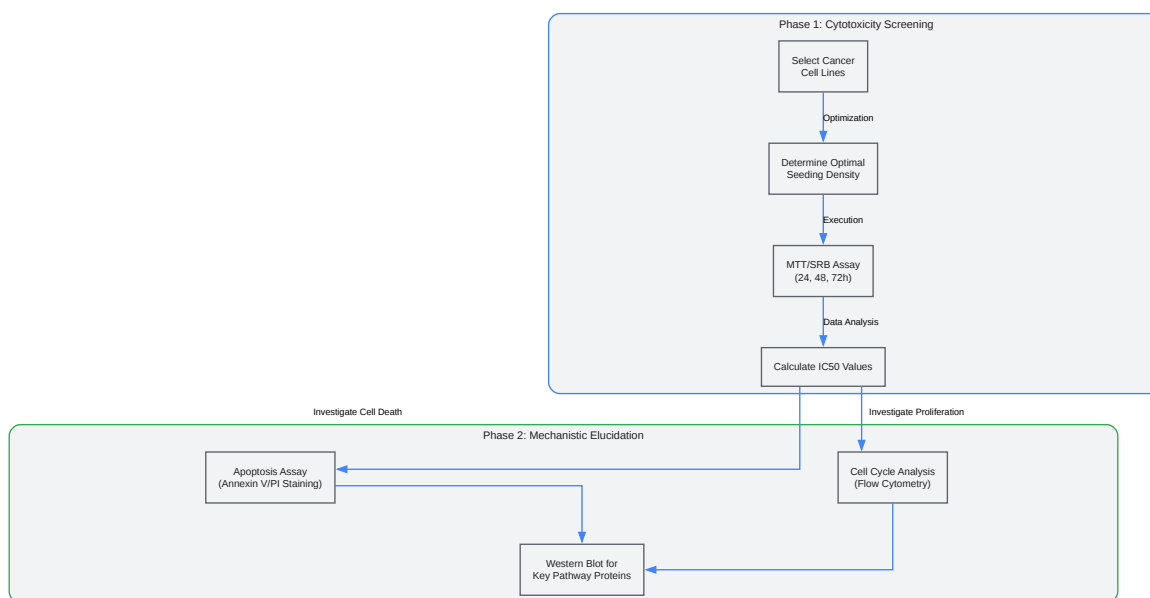 Phase 1: Cytotoxicity Screening
Select Cancer
Cell Lines
Optimization
Determine Optimal
Seeding Density
Execution
MTT/SRB Assay
(24, 48, 72h)
Data Analysis
Calculate IC50 Values
Investigate Cell Death
Investigate Proliferation
Phase 2: Mechanistic Elucidation
Apoptosis Assay
(Annexin V/PI Staining)
Cell Cycle Analysis
(Flow Cytometry)
Western Blot for
Key Pathway Proteins